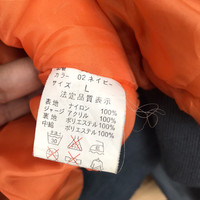 カラー 02 ネイビー
サイズ L
法定品質表示
表地 ナイロン 100%
ジャージ アクリル 100%
裏地 ポリエステル 100%
中綿 ポリエステル 100%